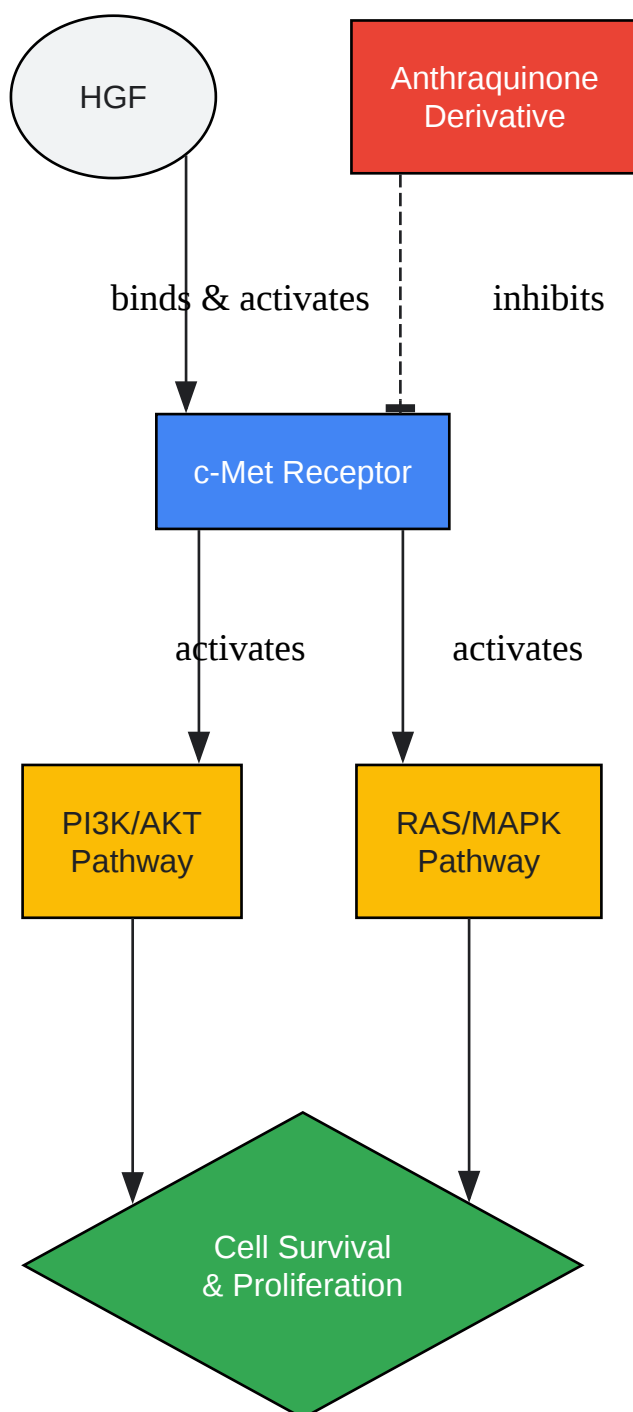 HGF
Anthraquinone
Derivative
binds & activates
inhibits
c-Met Receptor
activates
activates
PI3K/AKT
Pathway
RAS/MAPK
Pathway
Cell Survival
& Proliferation